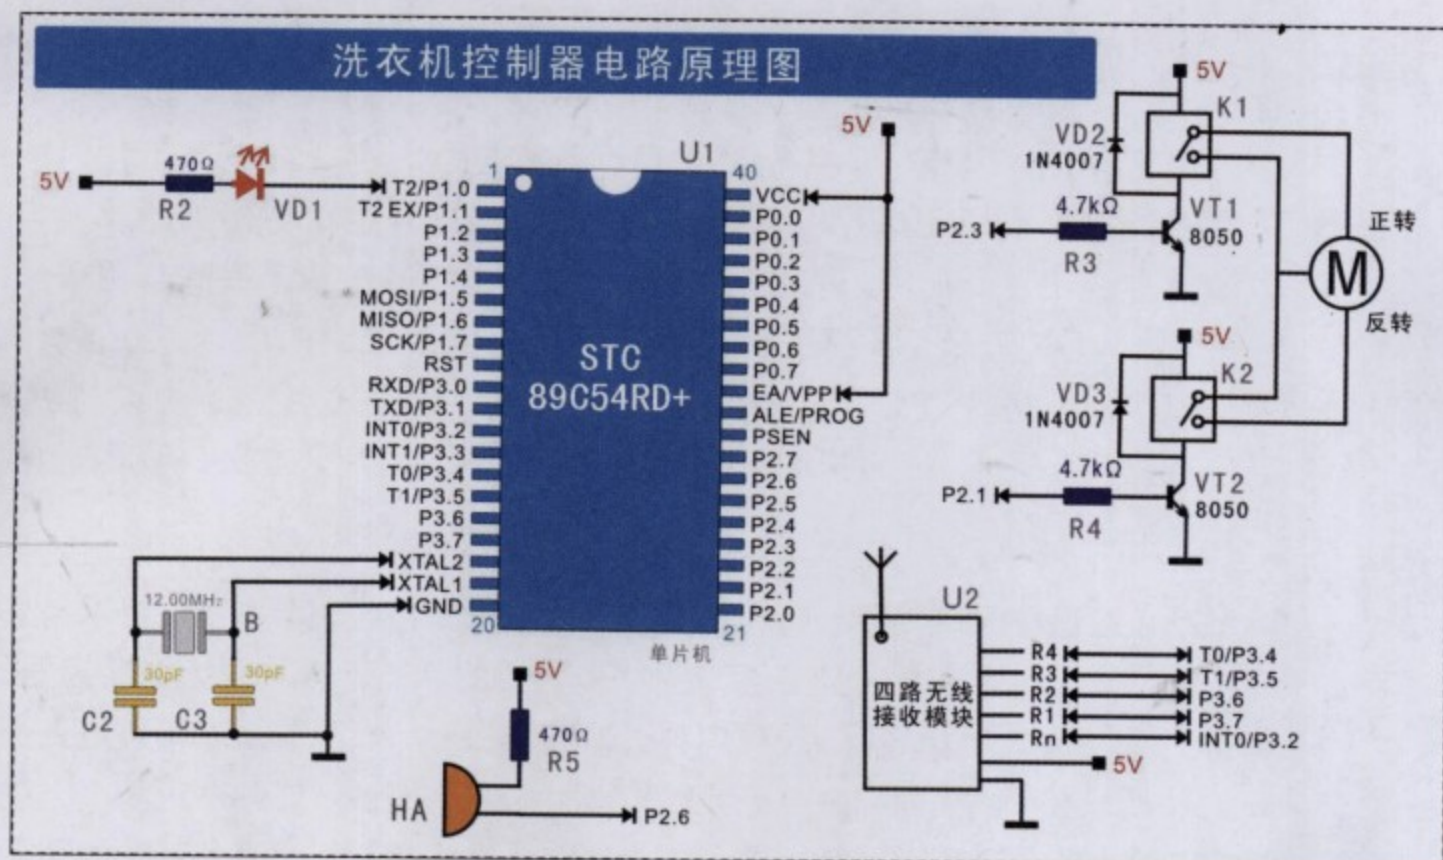 洗衣机控制器电路原理图
5V
470Ω
R2
VD1
U1
1
40
20
21
T2/P1.0
T2 EX/P1.1
P1.2
P1.3
P1.4
MOSI/P1.5
MISO/P1.6
SCK/P1.7
RST
RXD/P3.0
TXD/P3.1
INT0/P3.2
INT1/P3.3
T0/P3.4
T1/P3.5
P3.6
P3.7
XTAL2
XTAL1
GND
STC
89C54RD+
单片机
5V
VCC
P0.0
P0.1
P0.2
P0.3
P0.4
P0.5
P0.6
P0.7
EA/VPP
ALE/PROG
PSEN
P2.7
P2.6
P2.5
P2.4
P2.3
P2.2
P2.1
P2.0
12.00MHz
B
30pF
30pF
C2
C3
5V
470Ω
R5
HA
P2.6
5V
K1
VD2
1N4007
4.7kΩ
VT1
8050
P2.3
R3
正转
M
反转
5V
K2
VD3
1N4007
4.7kΩ
VT2
8050
P2.1
R4
U2
四路无线
接收模块
R4 T0/P3.4
R3 T1/P3.5
R2 P3.6
R1 P3.7
Rn INT0/P3.2
5V